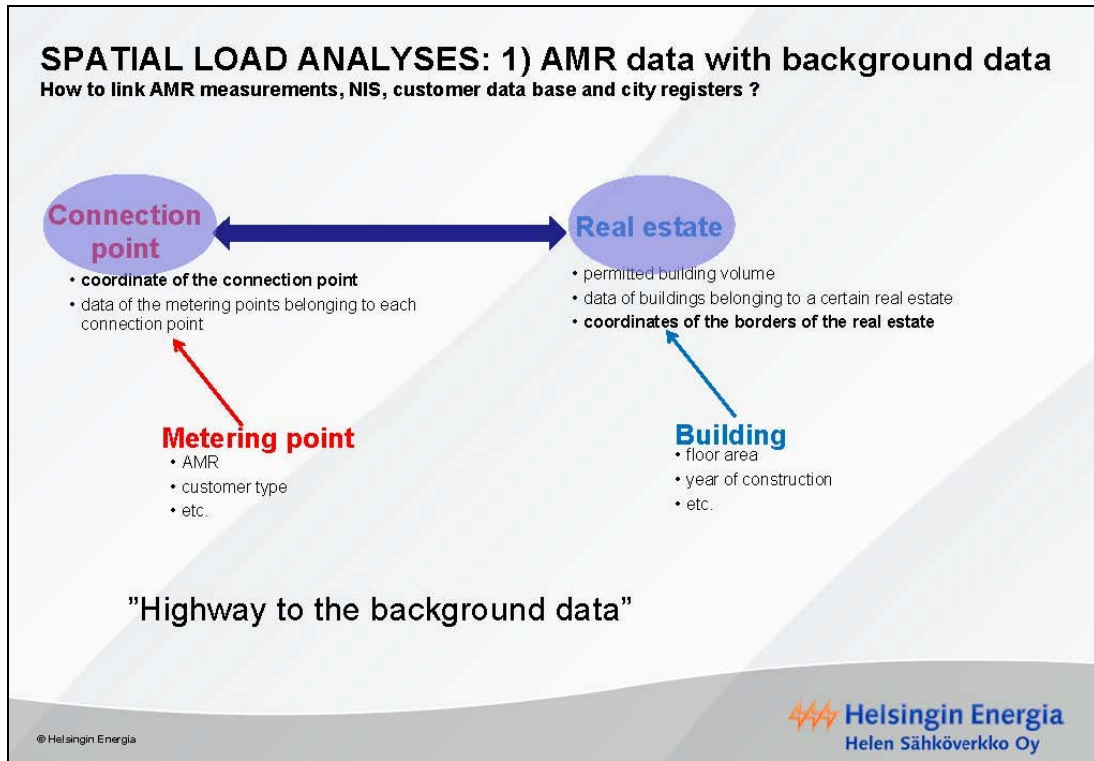 SPATIAL LOAD ANALYSES: 1) AMR data with background data
How to link AMR measurements, NIS, customer data base and city registers ?
Connection
point
• coordinate of the connection point
• data of the metering points belonging to each
connection point
Real estate
• permitted building volume
• data of buildings belonging to a certain real estate
• coordinates of the borders of the real estate
Metering point
• AMR
• customer type
• etc.
Building
• floor area
• year of construction
• etc.
”Highway to the background data”
© Helsingin Energia
Helsingin Energia
Helen Sähköverkko Oy